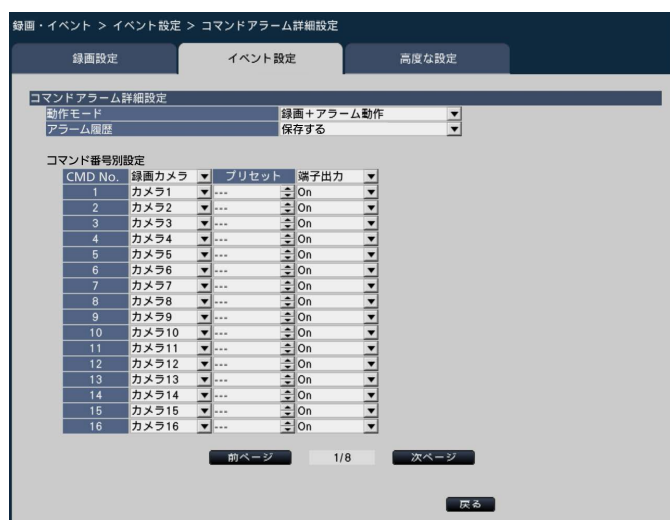 録画・イベント > イベント設定 > コマンドアラーム詳細設定
録画設定 イベント設定 高度な設定
コマンドアラーム詳細設定
動作モード 録画＋アラーム動作
アラーム履歴 保存する
コマンド番号別設定
CMD No. 録画カメラ プリセット 端子出力
1 カメラ1 --- On
2 カメラ2 --- On
3 カメラ3 --- On
4 カメラ4 --- On
5 カメラ5 --- On
6 カメラ6 --- On
7 カメラ7 --- On
8 カメラ8 --- On
9 カメラ9 --- On
10 カメラ10 --- On
11 カメラ11 --- On
12 カメラ12 --- On
13 カメラ13 --- On
14 カメラ14 --- On
15 カメラ15 --- On
16 カメラ16 --- On
前ページ 1/8 次ページ
戻る